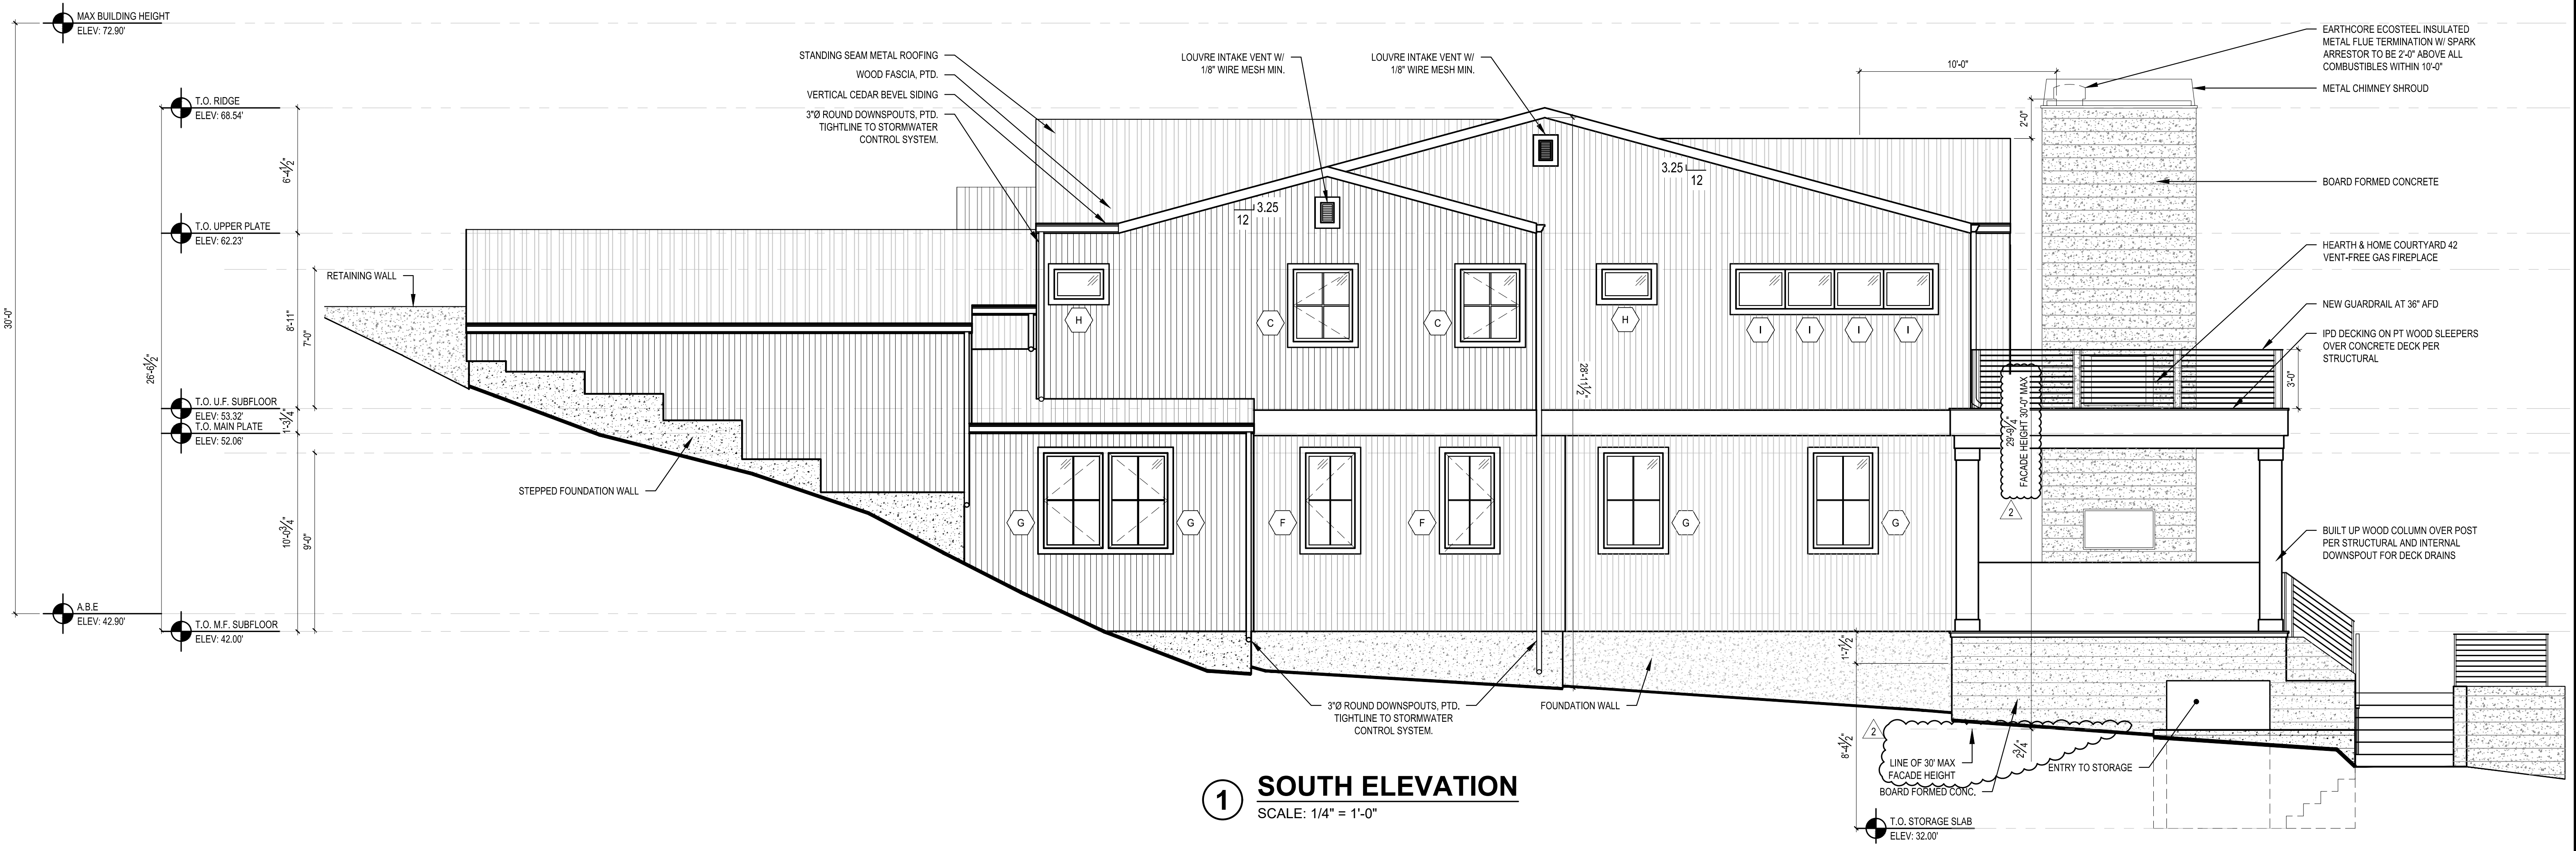 MAX BUILDING HEIGHT
ELEV: 72.90'
T.O. RIDGE
ELEV: 68.54'
T.O. UPPER PLATE
ELEV: 62.23'
T.O. U.F. SUBFLOOR
ELEV: 53.32'
T.O. MAIN PLATE
ELEV: 52.06'
A.B.E
ELEV: 42.90'
T.O. M.F. SUBFLOOR
ELEV: 42.00'
30'-0"
26'-6 1/2"
6'-4 1/2"
8'-11"
7'-0"
1'-3 1/4"
10'-0 3/4"
9'-0"
RETAINING WALL
STEPPED FOUNDATION WALL
STANDING SEAM METAL ROOFING
WOOD FASCIA, PTD.
VERTICAL CEDAR BEVEL SIDING
3"Ø ROUND DOWNSPOUTS, PTD.
TIGHTLINE TO STORMWATER
CONTROL SYSTEM.
LOUVRE INTAKE VENT W/
1/8" WIRE MESH MIN.
LOUVRE INTAKE VENT W/
1/8" WIRE MESH MIN.
3.25
12
3.25
12
H
C
C
H
I
I
I
I
G
G
F
F
G
G
28'-11 1/2"
10'-0"
2'-0"
3'-0"
29'-9 1/4"
FACADE HEIGHT 30'-0" MAX
2
EARTHCORE ECOSTEEL INSULATED
METAL FLUE TERMINATION W/ SPARK
ARRESTOR TO BE 2'-0" ABOVE ALL
COMBUSTIBLES WITHIN 10'-0"
METAL CHIMNEY SHROUD
BOARD FORMED CONCRETE
HEARTH & HOME COURTYARD 42
VENT-FREE GAS FIREPLACE
NEW GUARDRAIL AT 36" AFD
IPD DECKING ON PT WOOD SLEEPERS
OVER CONCRETE DECK PER
STRUCTURAL
BUILT UP WOOD COLUMN OVER POST
PER STRUCTURAL AND INTERNAL
DOWNSPOUT FOR DECK DRAINS
3"Ø ROUND DOWNSPOUTS, PTD.
TIGHTLINE TO STORMWATER
CONTROL SYSTEM.
FOUNDATION WALL
1'-7 1/2"
8'-4 1/2"
2
2 3/4"
LINE OF 30' MAX
FACADE HEIGHT
BOARD FORMED CONC.
ENTRY TO STORAGE
T.O. STORAGE SLAB
ELEV: 32.00'
1
SOUTH ELEVATION
SCALE: 1/4" = 1'-0"